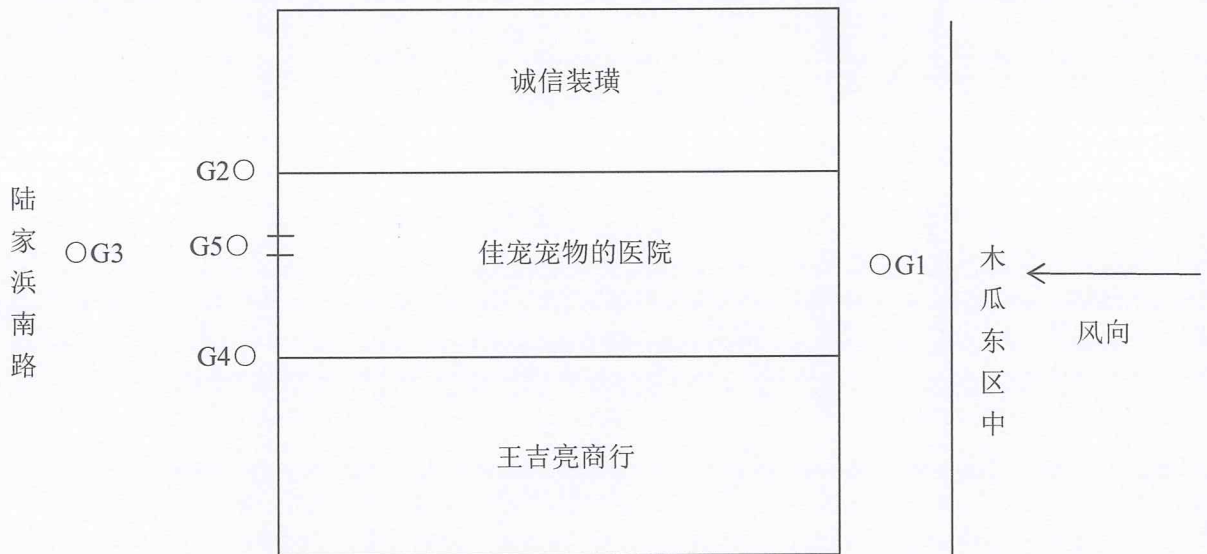 诚信装璜
G2○
陆家浜南路
○G3
G5○
佳宠宠物的医院
○G1
木瓜东区中
风向
G4○
王吉亮商行